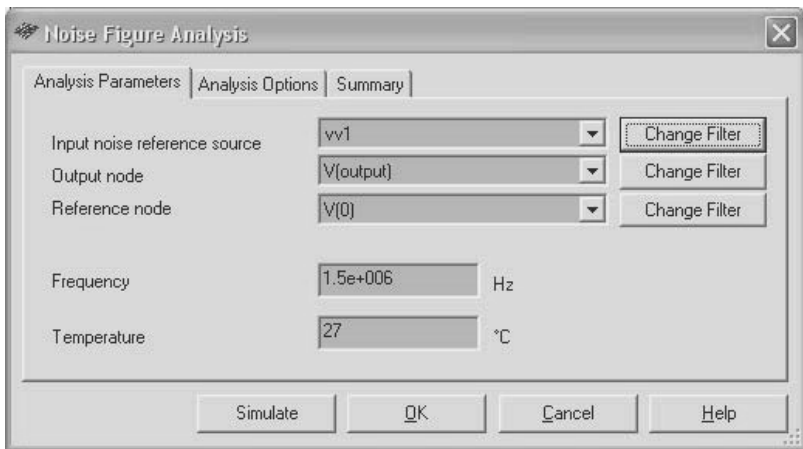 Noise Figure Analysis
Analysis Parameters Analysis Options Summary
Input noise reference source vv1 Change Filter
Output node V(output) Change Filter
Reference node V(0) Change Filter
Frequency 1.5e+006 Hz
Temperature 27 °C
Simulate OK Cancel Help